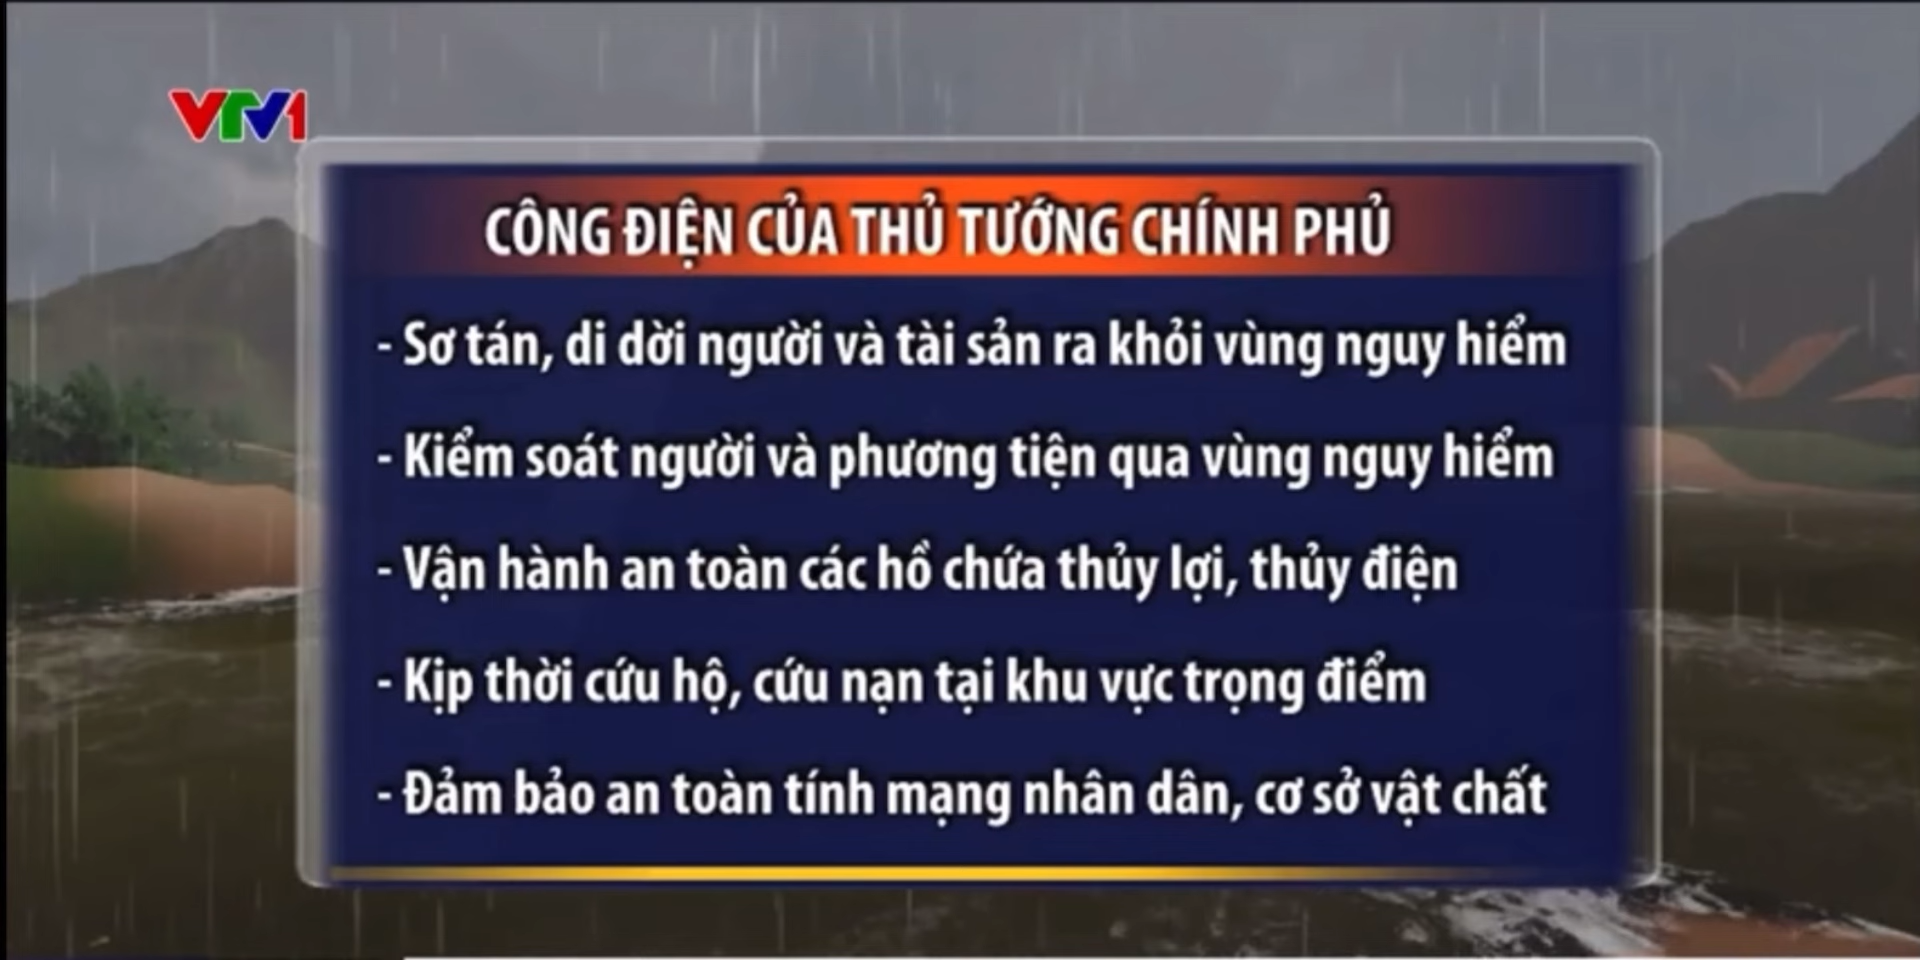 VTV1
CÔNG ĐIỆN CỦA THỦ TƯỚNG CHÍNH PHỦ
- Sơ tán, di dời người và tài sản ra khỏi vùng nguy hiểm
- Kiểm soát người và phương tiện qua vùng nguy hiểm
- Vận hành an toàn các hồ chứa thủy lợi, thủy điện
- Kịp thời cứu hộ, cứu nạn tại khu vực trọng điểm
- Đảm bảo an toàn tính mạng nhân dân, cơ sở vật chất